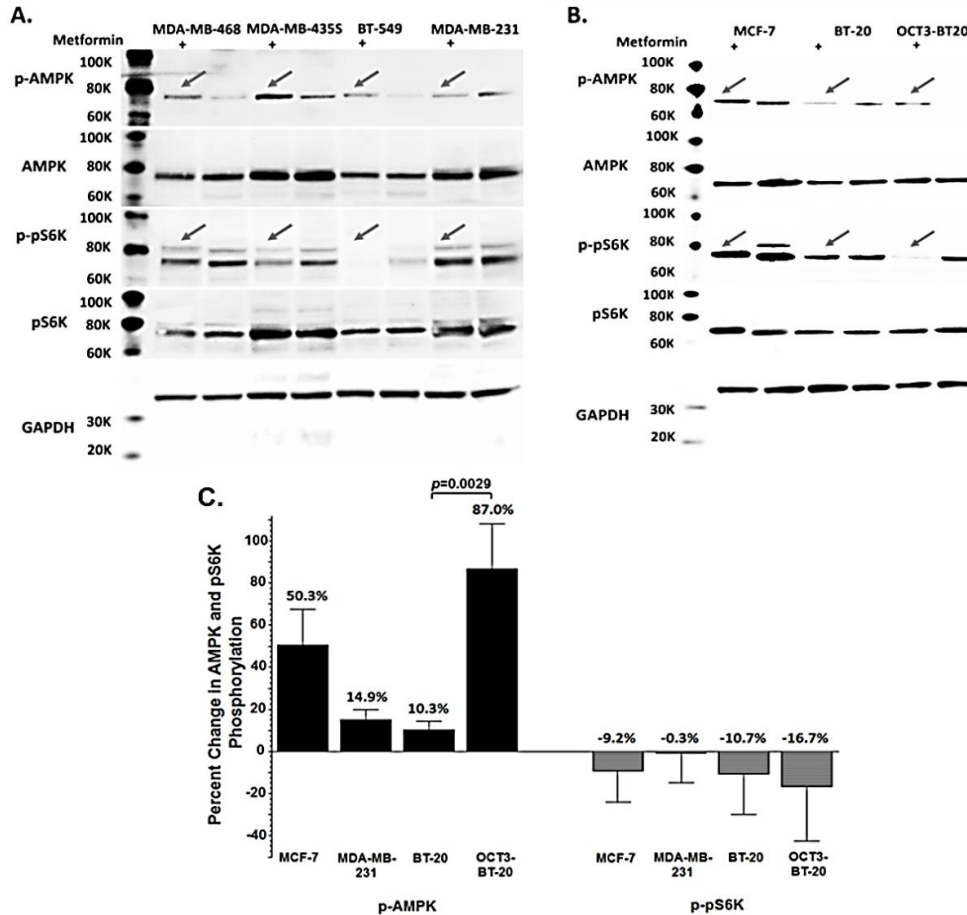 A.
MDA-MB-468 MDA-MB-435S BT-549 MDA-MB-231
Metformin + + + +
p-AMPK
100K
80K
60K
AMPK
100K
80K
60K
p-pS6K
100K
80K
60K
pS6K
100K
80K
60K
GAPDH
30K
20K
B.
MCF-7 BT-20 OCT3-BT20
Metformin + + +
p-AMPK
100K
80K
60K
AMPK
100K
80K
60K
p-pS6K
100K
80K
60K
pS6K
100K
80K
60K
GAPDH
30K
20K
C.
p=0.0029
Percent Change in AMPK and pS6K
Phosphorylation
100
80
60
40
20
0
-20
-40
50.3%
14.9%
10.3%
87.0%
-9.2%
-0.3%
-10.7%
-16.7%
MCF-7
MDA-MB-
231
BT-20
OCT3-
BT-20
MCF-7
MDA-MB-
231
BT-20
OCT3-
BT-20
p-AMPK
p-pS6K